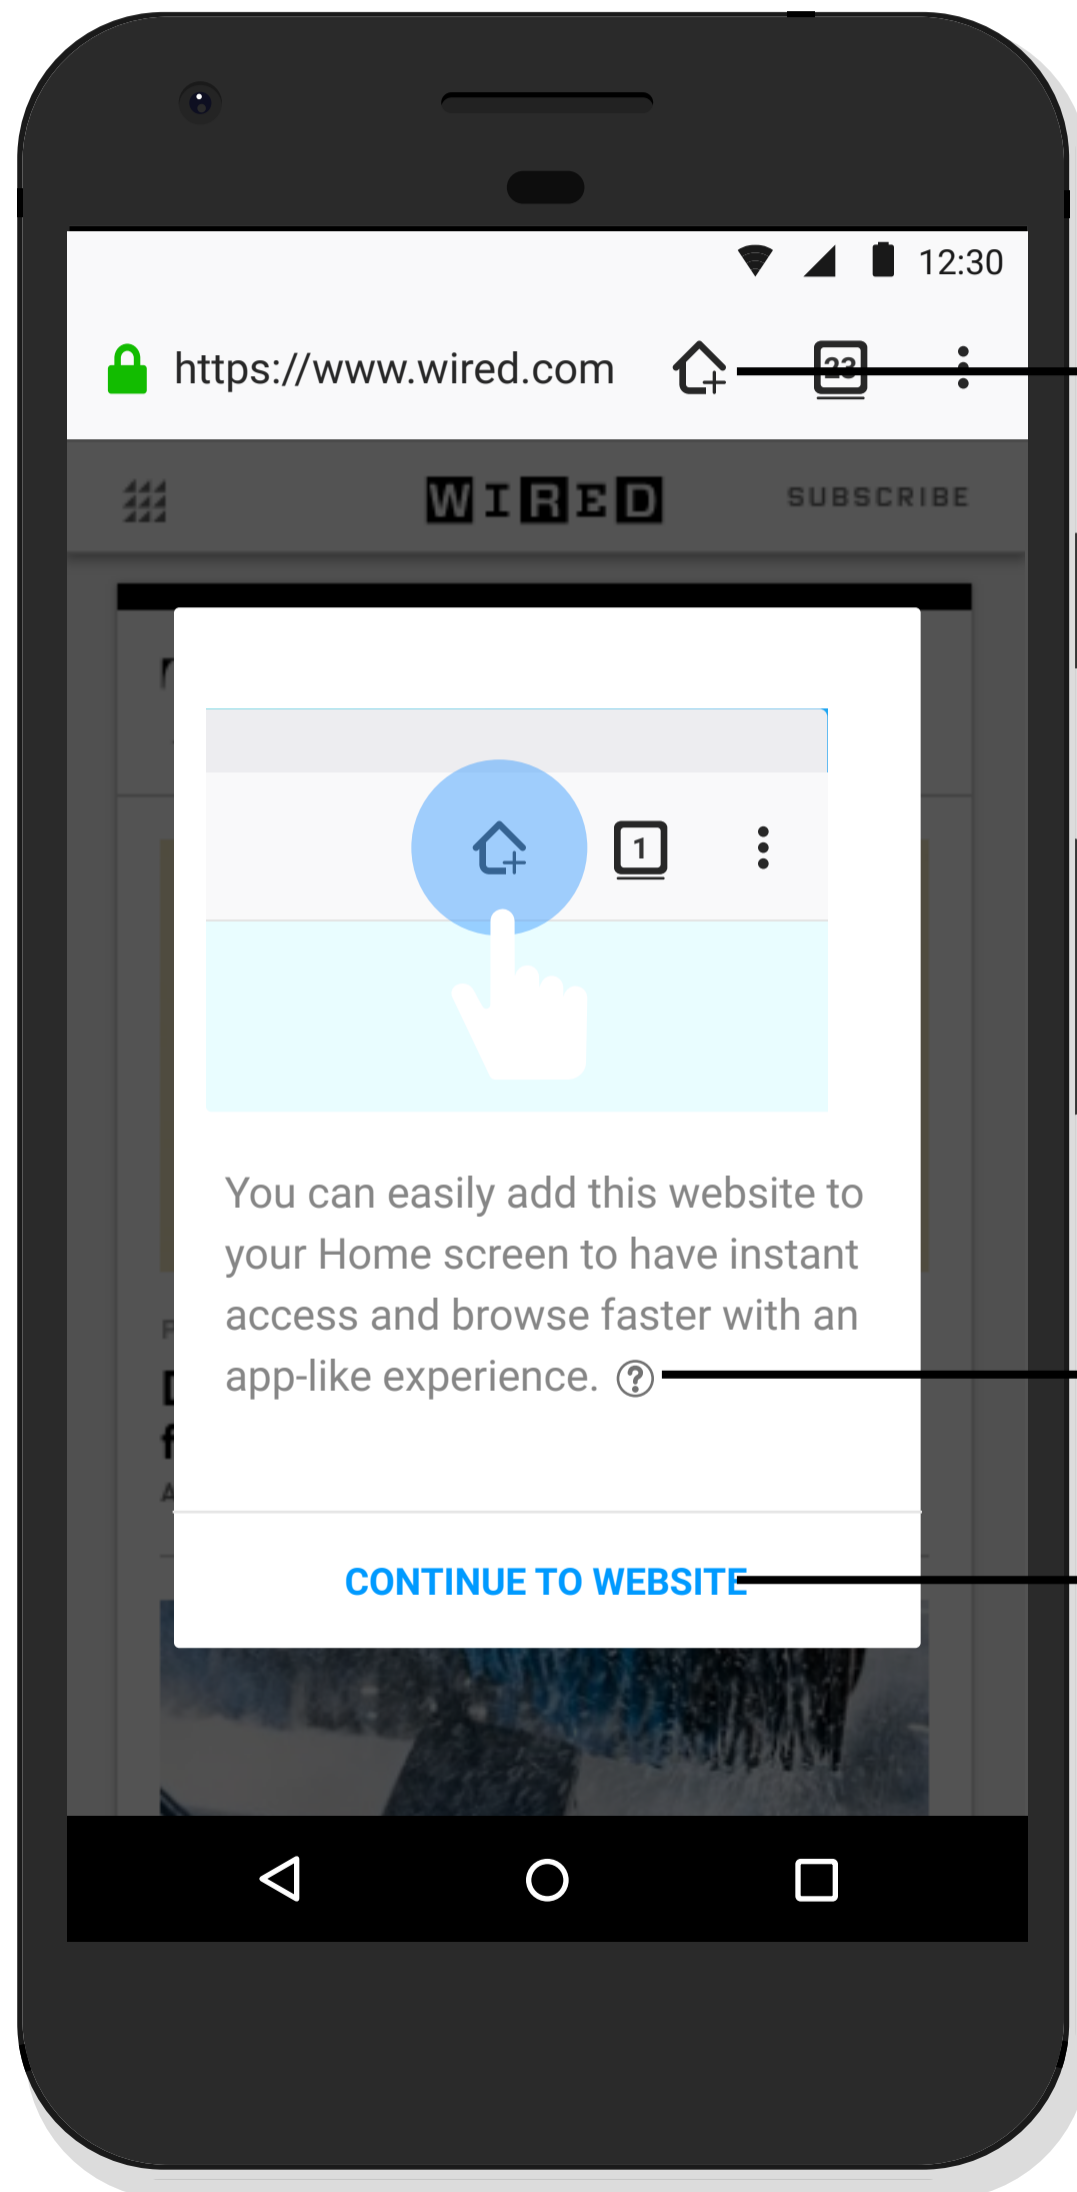 12:30
https://www.wired.com 23
WIRED SUBSCRIBE
1
You can easily add this website to
your Home screen to have instant
access and browse faster with an
app-like experience. ?
CONTINUE TO WEBSITE